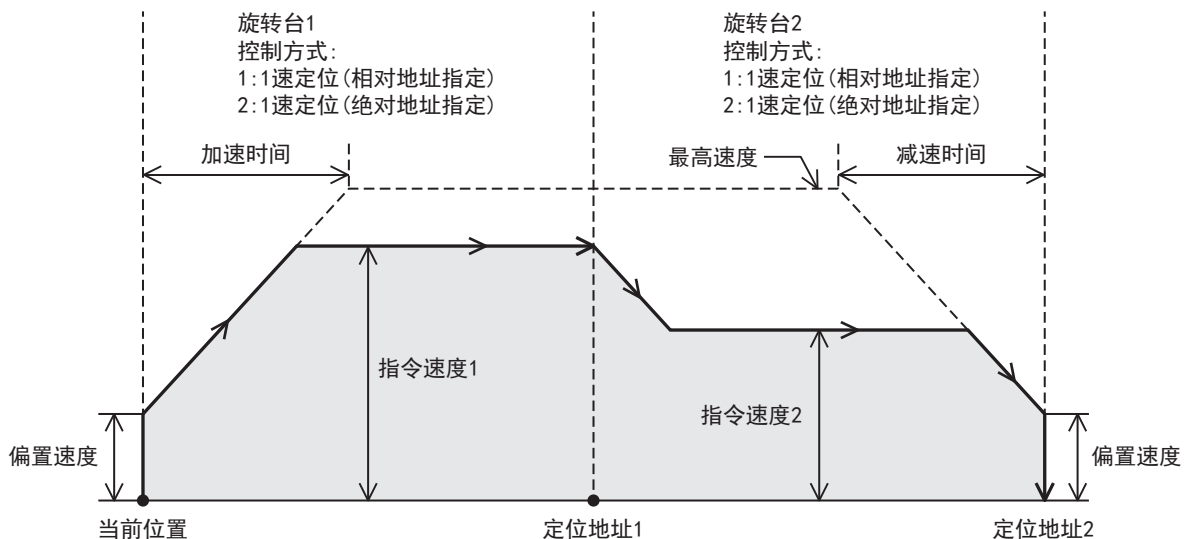 旋转台1
控制方式:
1:1速定位(相对地址指定)
2:1速定位(绝对地址指定)
旋转台2
控制方式:
1:1速定位(相对地址指定)
2:1速定位(绝对地址指定)
加速时间
最高速度
减速时间
指令速度1
指令速度2
偏置速度
偏置速度
当前位置
定位地址1
定位地址2